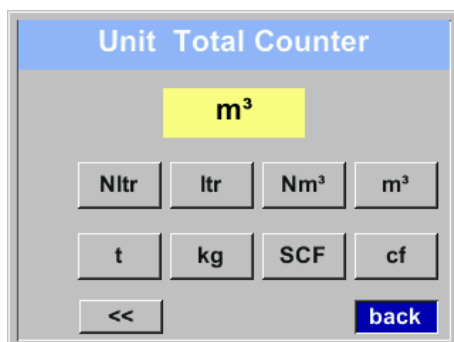 Unit Total Counter
m³
Nltr ltr Nm³ m³
t kg SCF cf
<< back